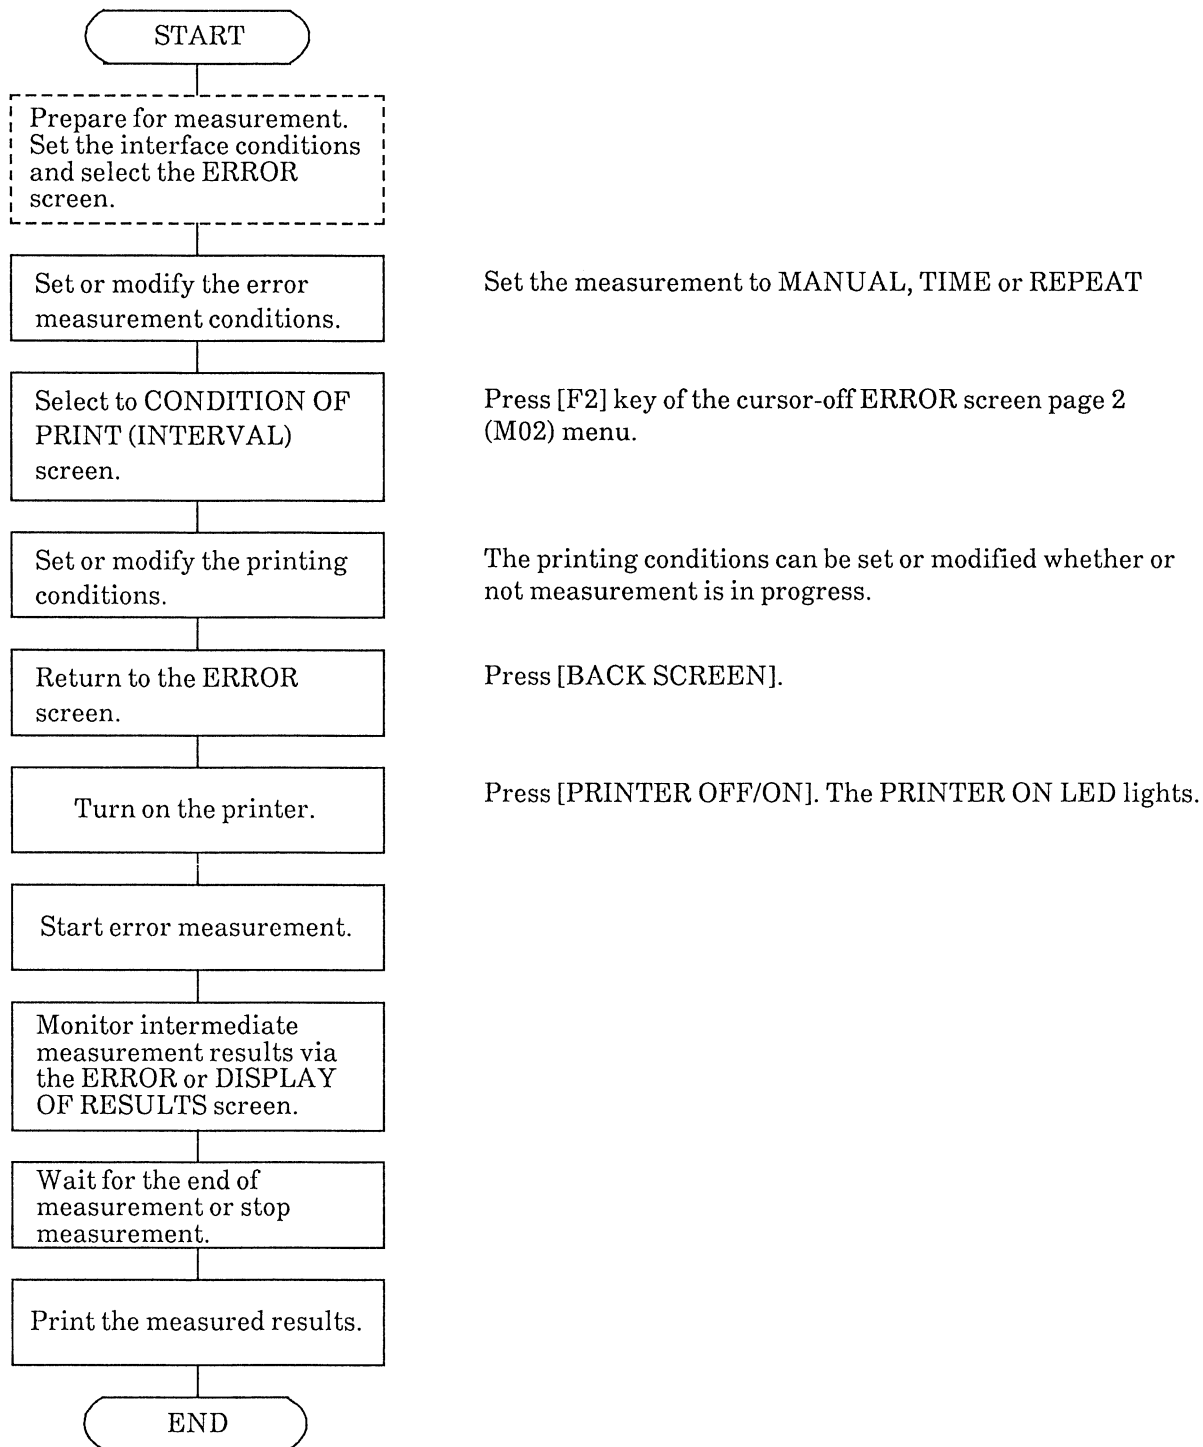 START
Prepare for measurement.
Set the interface conditions
and select the ERROR
screen.
Set or modify the error
measurement conditions.
Set the measurement to MANUAL, TIME or REPEAT
Select to CONDITION OF
PRINT (INTERVAL)
screen.
Press [F2] key of the cursor-off ERROR screen page 2
(M02) menu.
Set or modify the printing
conditions.
The printing conditions can be set or modified whether or
not measurement is in progress.
Return to the ERROR
screen.
Press [BACK SCREEN].
Turn on the printer.
Press [PRINTER OFF/ON]. The PRINTER ON LED lights.
Start error measurement.
Monitor intermediate
measurement results via
the ERROR or DISPLAY
OF RESULTS screen.
Wait for the end of
measurement or stop
measurement.
Print the measured results.
END